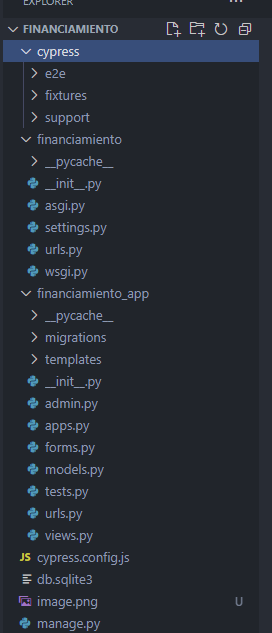 EXPLORER
FINANCIAMIENTO
cypress
e2e
fixtures
support
financiamiento
__pycache__
__init__.py
asgi.py
settings.py
urls.py
wsgi.py
financiamiento_app
__pycache__
migrations
templates
__init__.py
admin.py
apps.py
forms.py
models.py
tests.py
urls.py
views.py
JS cypress.config.js
db.sqlite3
image.png U
manage.py